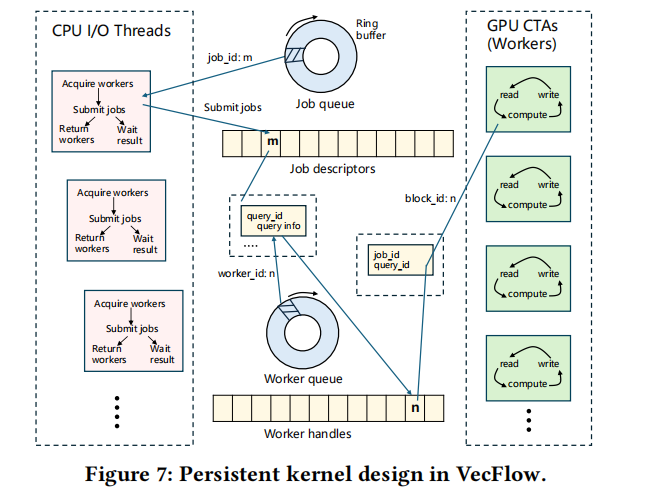 CPU I/O Threads
Acquire workers
Submit jobs
Return
workers
Wait
result
Acquire workers
Submit jobs
Return
workers
Wait
result
Acquire workers
Submit jobs
Return
workers
Wait
result
job_id: m
Submit jobs
Ring
buffer
Job queue
m
Job descriptors
query_id
query info
....
worker_id: n
Worker queue
job_id
query_id
block_id: n
n
Worker handles
GPU CTAs
(Workers)
read write
compute
read write
compute
read write
compute
read write
compute
Figure 7: Persistent kernel design in VecFlow.